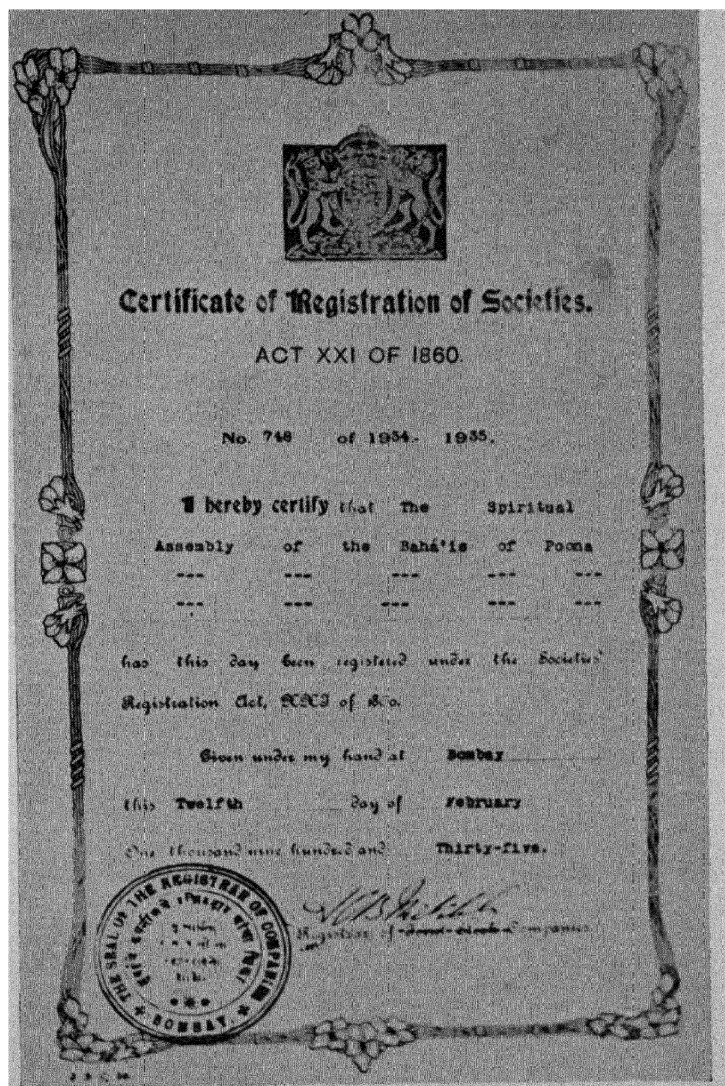 Certificate of Registration of Societies.
ACT XXI OF 1860.
No. 748 of 1934- 1935.
I hereby certify that The Spiritual
Assembly of the Bahá'ís of Poona
--- --- --- --- ---
--- --- --- --- ---
has this day been registered under the Societies'
Registration Act, XXI of
Given under my hand at Bombay
this Twelfth day of February
One thousand nine hundred and Thirty-five.
Registrar of Companies
THE SEAL OF THE REGISTRAR OF COMPANIES
BOMBAY